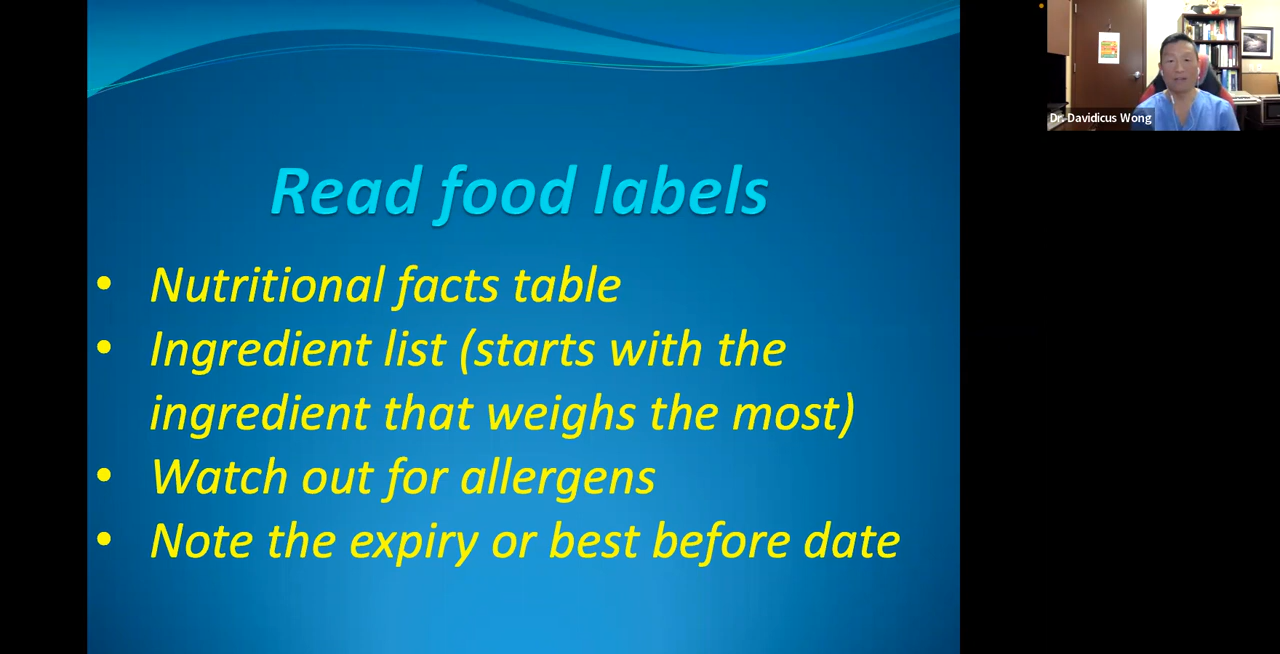 Read food labels
• Nutritional facts table
• Ingredient list (starts with the
ingredient that weighs the most)
• Watch out for allergens
• Note the expiry or best before date
Dr. Davidicus Wong